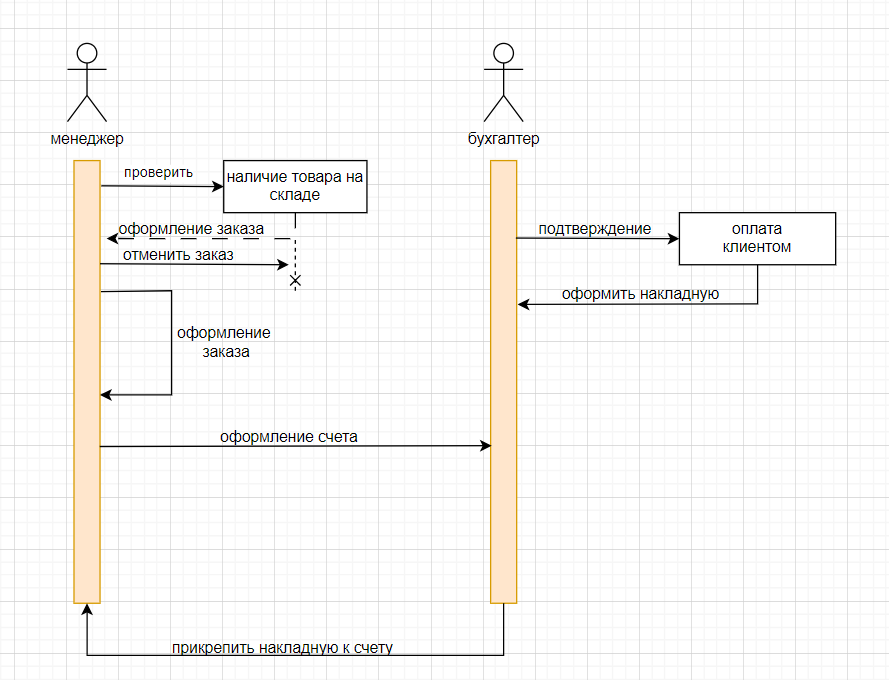 менеджер
бухгалтер
проверить
наличие товара на
складе
оформление заказа
подтверждение
оплата
клиентом
отменить заказ
оформить накладную
оформление
заказа
оформление счета
прикрепить накладную к счету